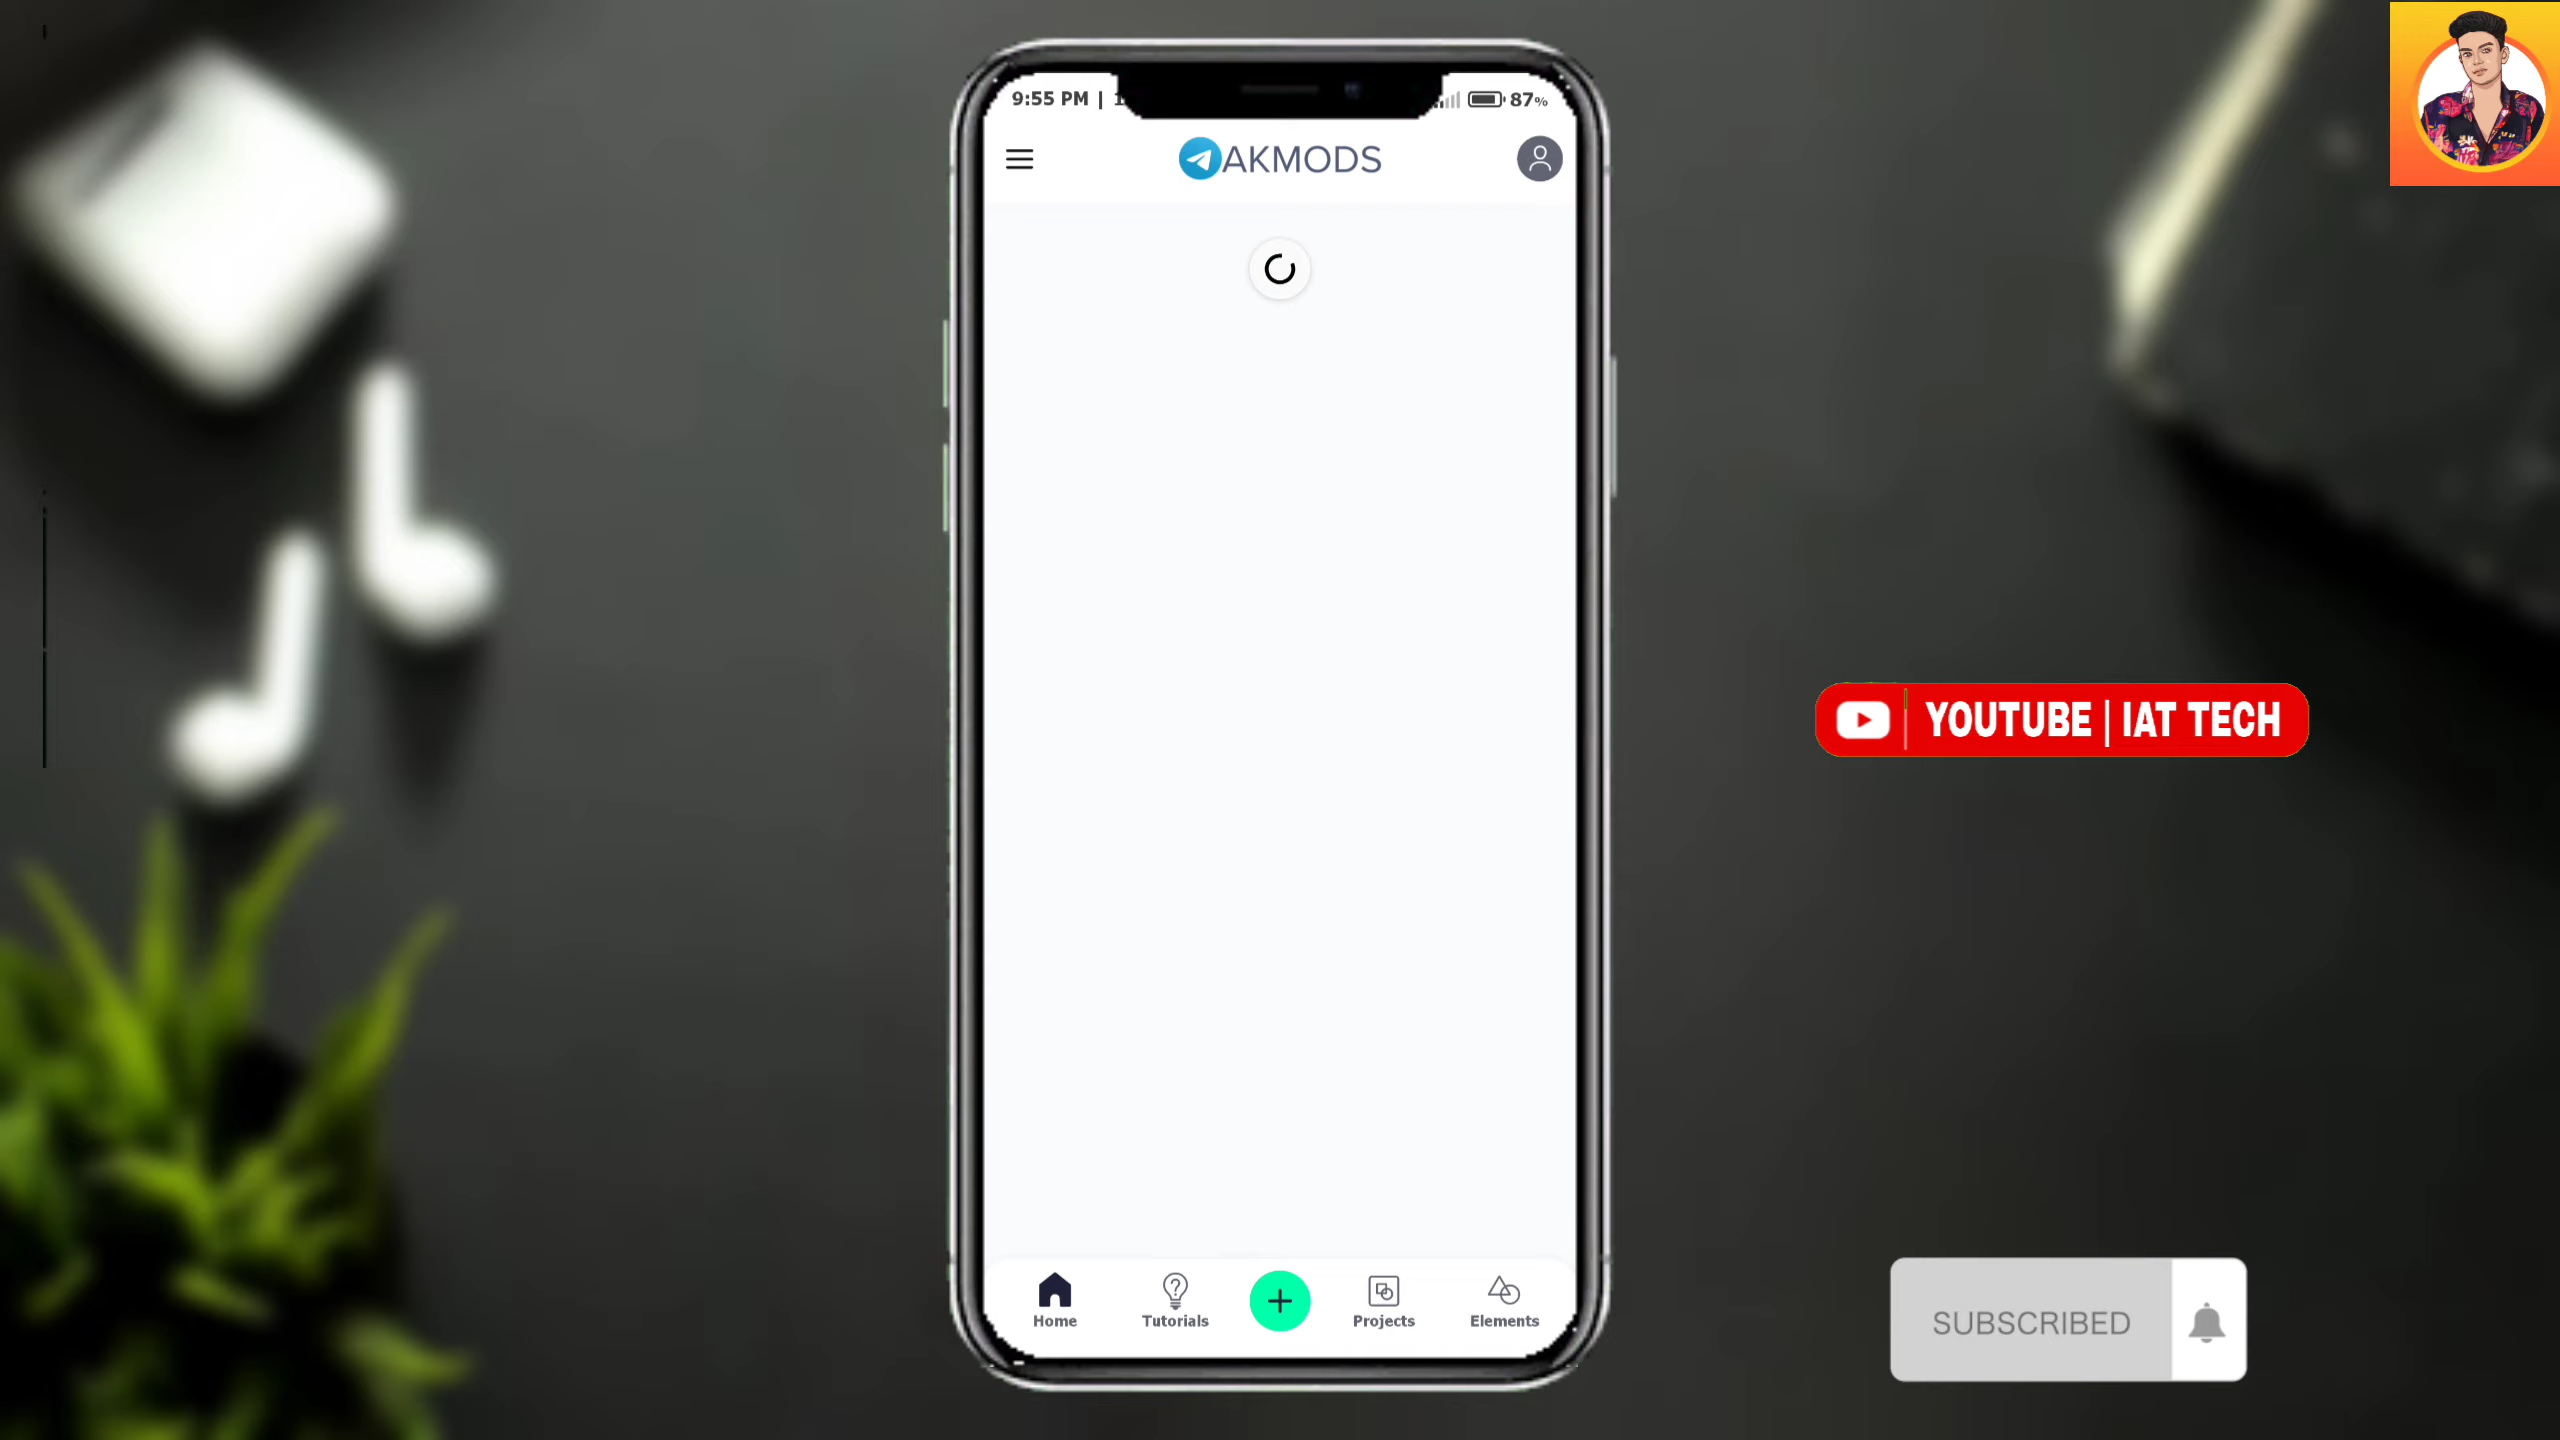 9:55 PM |
87%
AKMODS
YOUTUBE | IAT TECH
Home
Tutorials
Projects
Elements
SUBSCRIBED